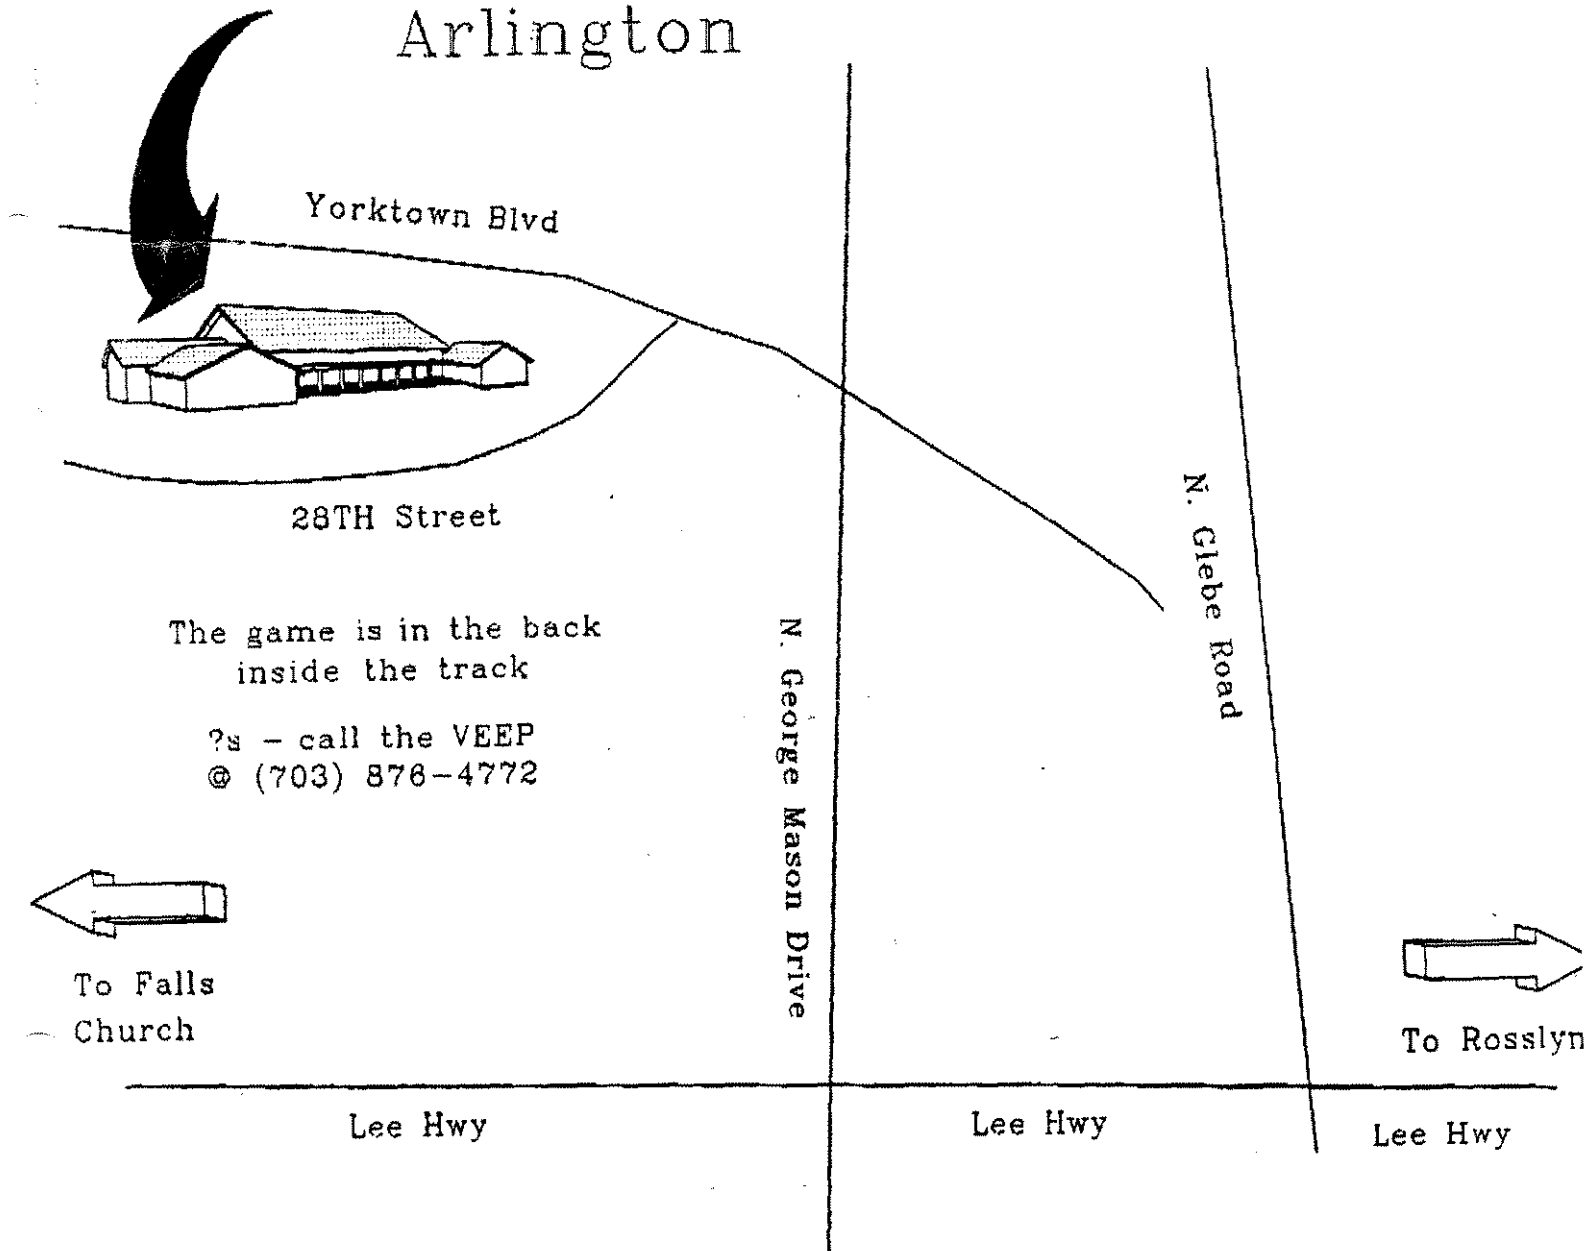 Arlington
Yorktown Blvd
28TH Street
N. Glebe Road
The game is in the back
inside the track
?s - call the VEEP
@ (703) 876-4772
N. George Mason Drive
To Falls
Church
To Rosslyn
Lee Hwy
Lee Hwy
Lee Hwy